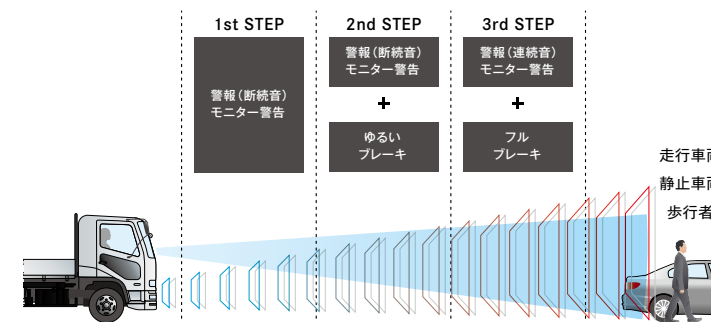 1st STEP
警報（断続音）
モニター警告
2nd STEP
警報（断続音）
モニター警告
+
ゆるい
ブレーキ
3rd STEP
警報（連続音）
モニター警告
+
フル
ブレーキ
走行車両
静止車両
歩行者